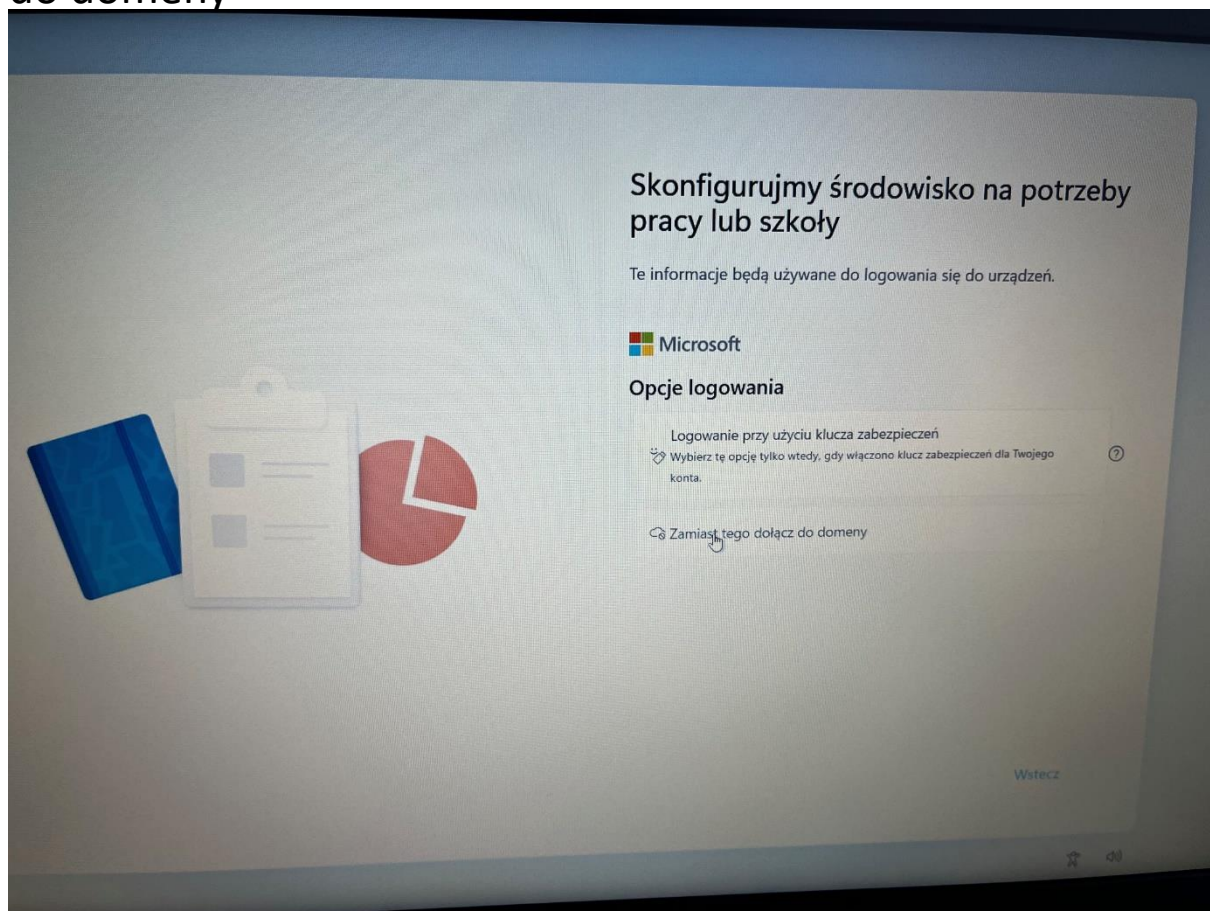 Skonfigurujmy środowisko na potrzeby
pracy lub szkoły
Te informacje będą używane do logowania się do urządzeń.
Microsoft
Opcje logowania
Logowanie przy użyciu klucza zabezpieczeń
Wybierz tę opcję tylko wtedy, gdy włączono klucz zabezpieczeń dla Twojego
konta.
Zamiast tego dołącz do domeny
Wstecz